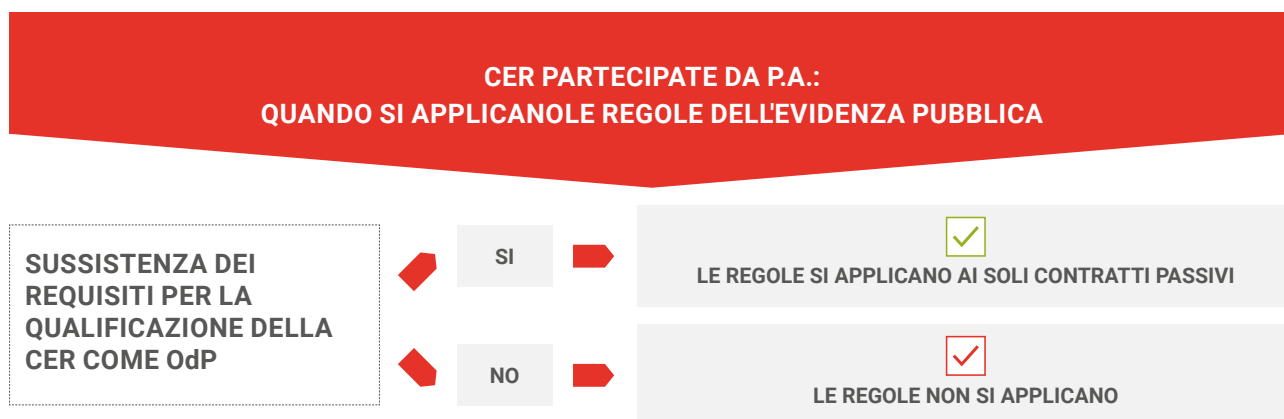 CER PARTECIPATE DA P.A.:
QUANDO SI APPLICANOLE REGOLE DELL'EVIDENZA PUBBLICA
SUSSISTENZA DEI
REQUISITI PER LA
QUALIFICAZIONE DELLA
CER COME OdP
SI
LE REGOLE SI APPLICANO AI SOLI CONTRATTI PASSIVI
NO
LE REGOLE NON SI APPLICANO